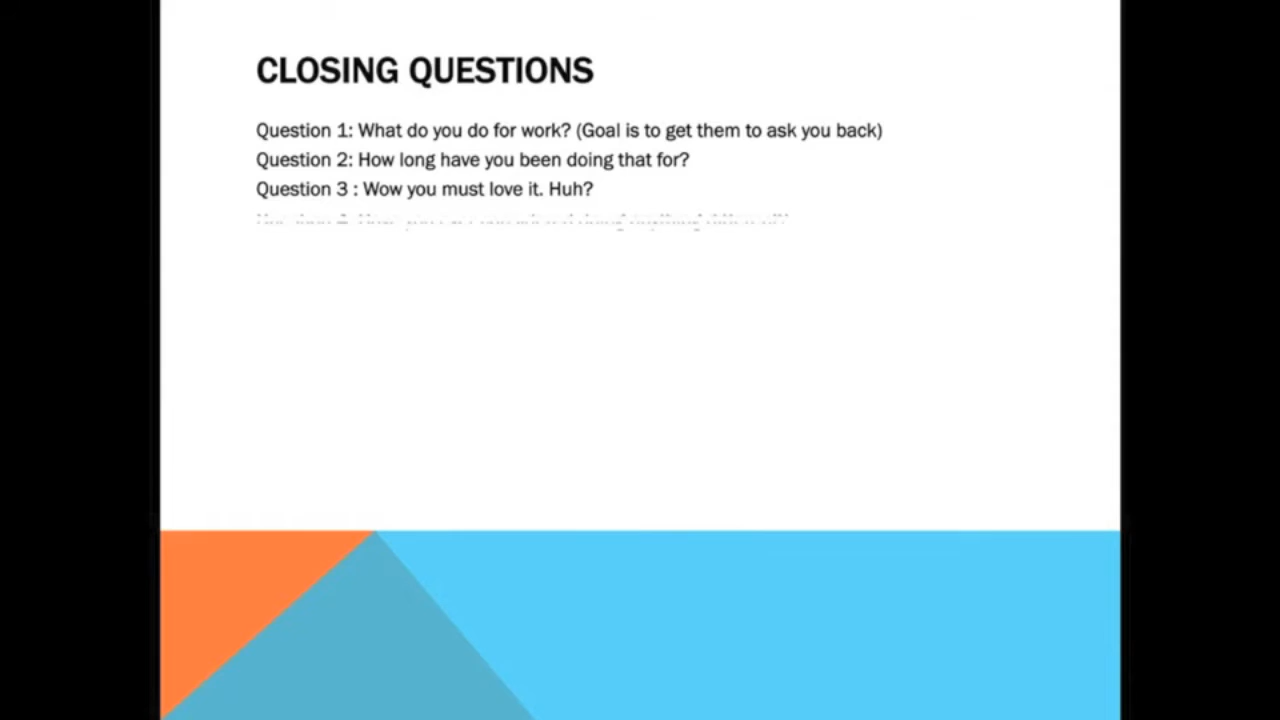 CLOSING QUESTIONS
Question 1: What do you do for work? (Goal is to get them to ask you back)
Question 2: How long have you been doing that for?
Question 3 : Wow you must love it. Huh?